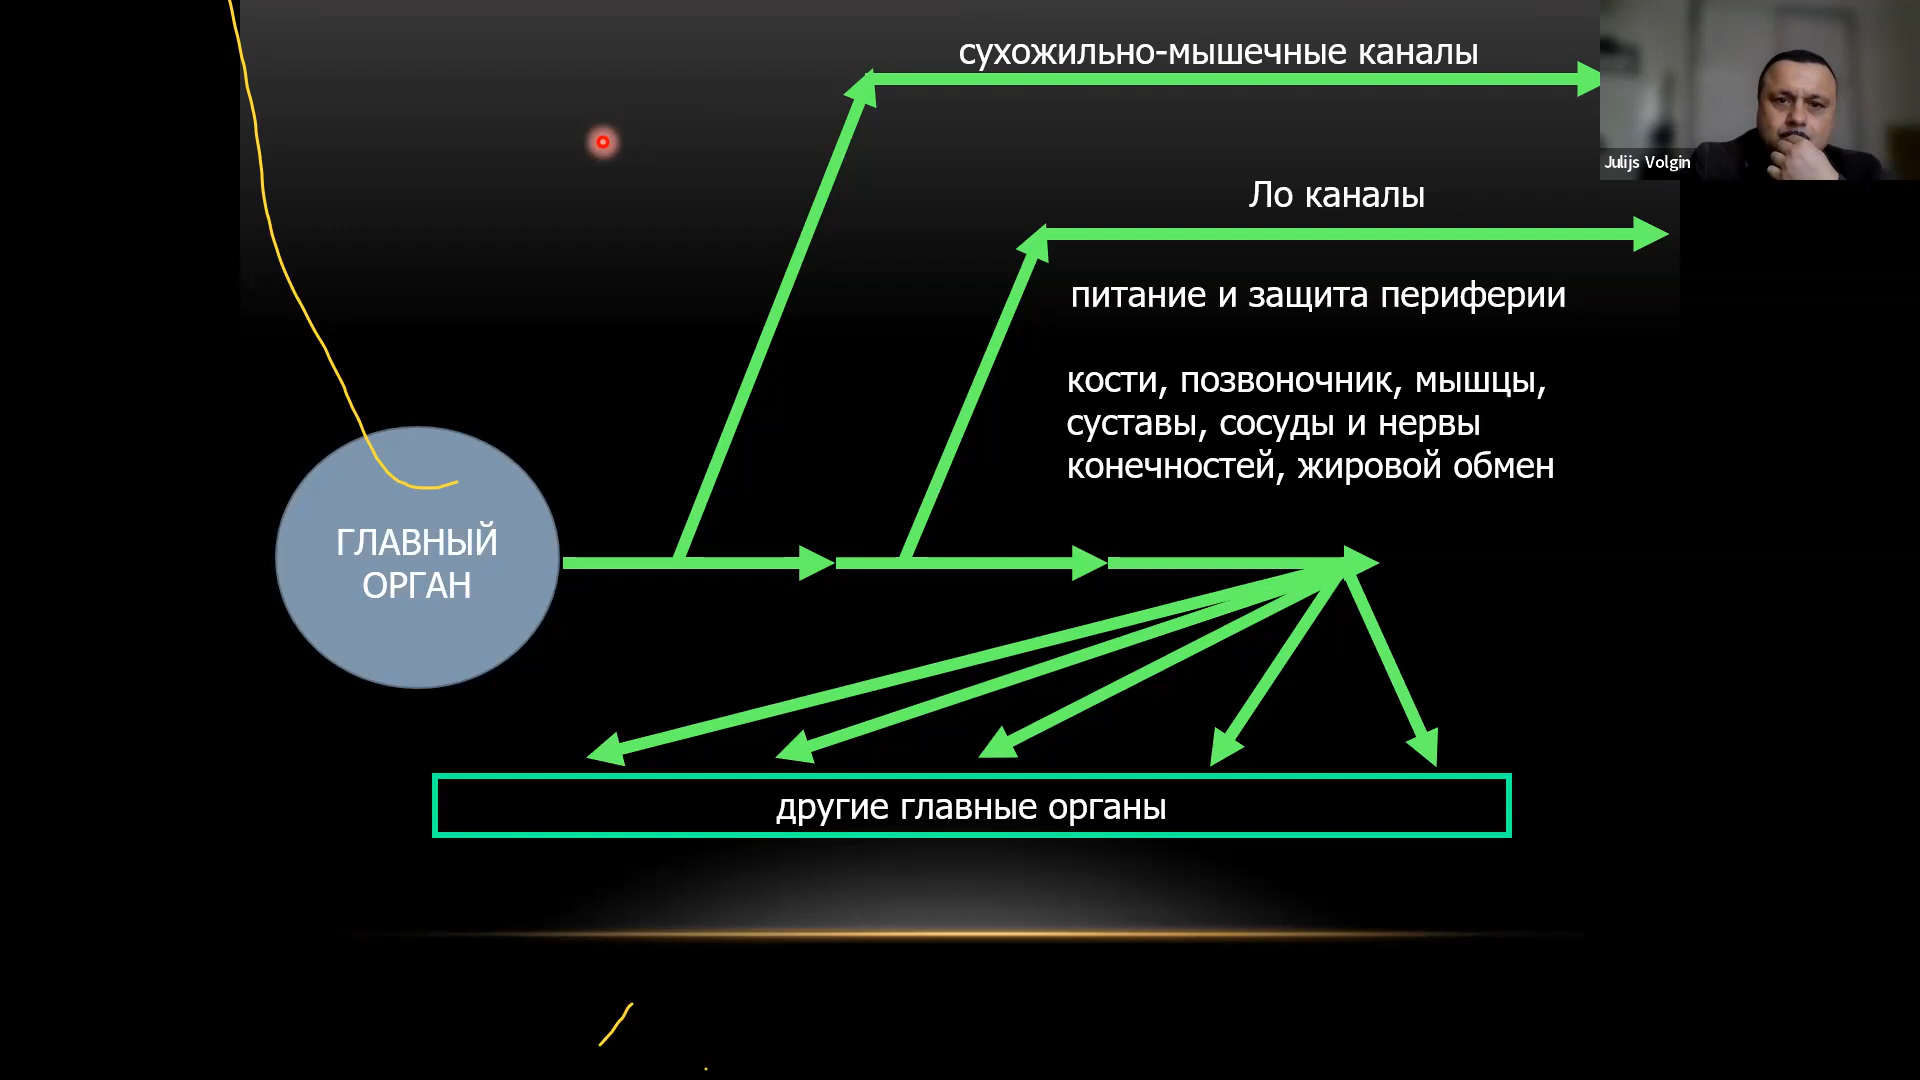 сухожильно-мышечные каналы
Julijs Volgin
Ло каналы
питание и защита периферии
кости, позвоночник, мышцы,
суставы, сосуды и нервы
конечностей, жировой обмен
ГЛАВНЫЙ
ОРГАН
другие главные органы